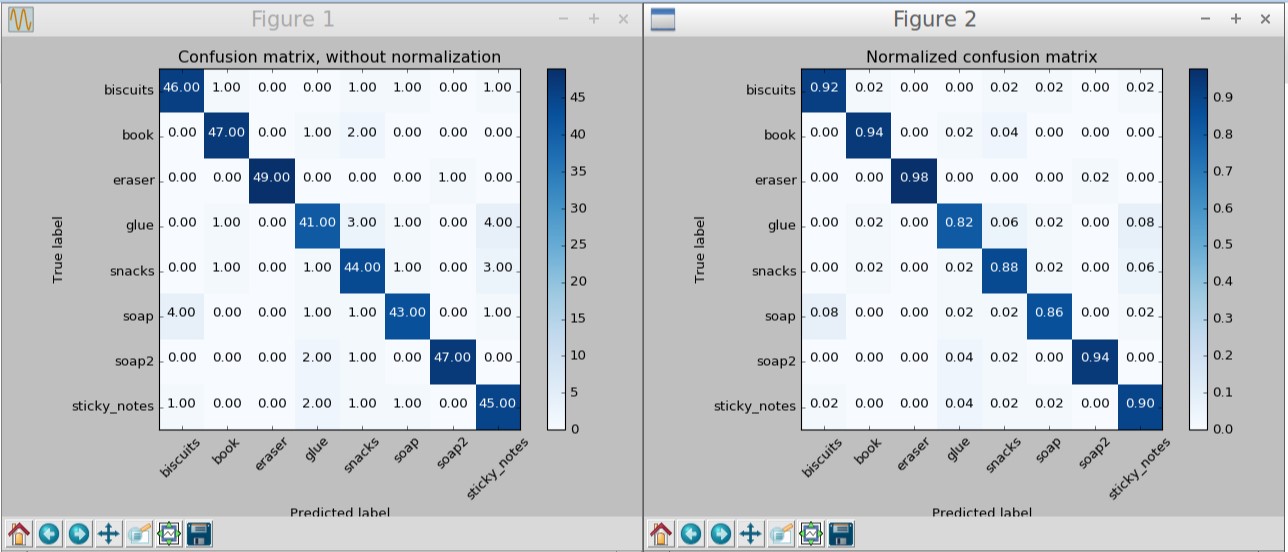 Figure 1
Confusion matrix, without normalization
biscuits 46.00 1.00 0.00 0.00 1.00 1.00 0.00 1.00
book 0.00 47.00 0.00 1.00 2.00 0.00 0.00 0.00
eraser 0.00 0.00 49.00 0.00 0.00 0.00 1.00 0.00
glue 0.00 1.00 0.00 41.00 3.00 1.00 0.00 4.00
snacks 0.00 1.00 0.00 1.00 44.00 1.00 0.00 3.00
soap 4.00 0.00 0.00 1.00 1.00 43.00 0.00 1.00
soap2 0.00 0.00 0.00 2.00 1.00 0.00 47.00 0.00
sticky_notes 1.00 0.00 0.00 2.00 1.00 1.00 0.00 45.00
True label
biscuits book eraser glue snacks soap soap2 sticky_notes
Predicted label
45
40
35
30
25
20
15
10
5
0
Figure 2
Normalized confusion matrix
biscuits 0.92 0.02 0.00 0.00 0.02 0.02 0.00 0.02
book 0.00 0.94 0.00 0.02 0.04 0.00 0.00 0.00
eraser 0.00 0.00 0.98 0.00 0.00 0.00 0.02 0.00
glue 0.00 0.02 0.00 0.82 0.06 0.02 0.00 0.08
snacks 0.00 0.02 0.00 0.02 0.88 0.02 0.00 0.06
soap 0.08 0.00 0.00 0.02 0.02 0.86 0.00 0.02
soap2 0.00 0.00 0.00 0.04 0.02 0.00 0.94 0.00
sticky_notes 0.02 0.00 0.00 0.04 0.02 0.02 0.00 0.90
True label
biscuits book eraser glue snacks soap soap2 sticky_notes
Predicted label
0.9
0.8
0.7
0.6
0.5
0.4
0.3
0.2
0.1
0.0